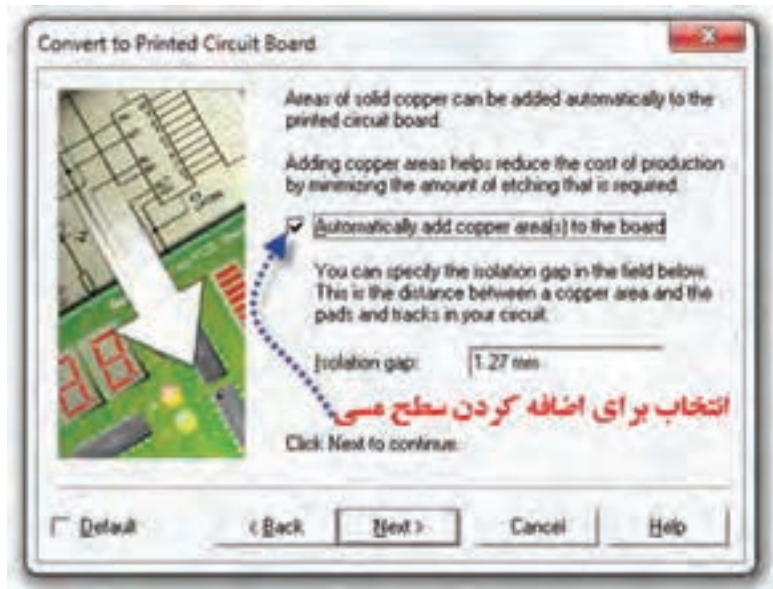 Convert to Printed Circuit Board
Areas of solid copper can be added automatically to the
printed circuit board.
Adding copper areas helps reduce the cost of production
by minimizing the amount of etching that is required.
Automatically add copper area(s) to the board
You can specify the isolation gap in the field below.
This is the distance between a copper area and the
pads and tracks in your circuit.
Isolation gap: 1.27 mm
انتخاب برای اضافه کردن سطح مسی
Click Next to continue.
Default < Back Next > Cancel Help